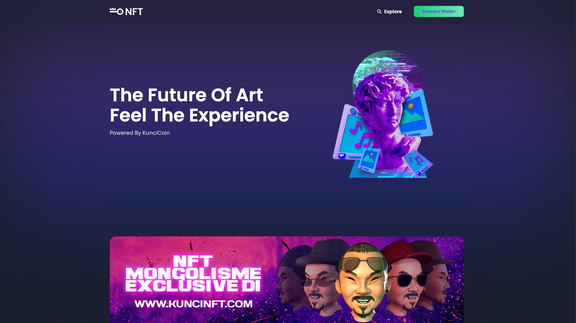 NFT
Explore
Connect Wallet
The Future Of Art
Feel The Experience
Powered By KunciCoin
NFT
MONGOLISME
EXCLUSIVE DI
WWW.KUNCINFT.COM